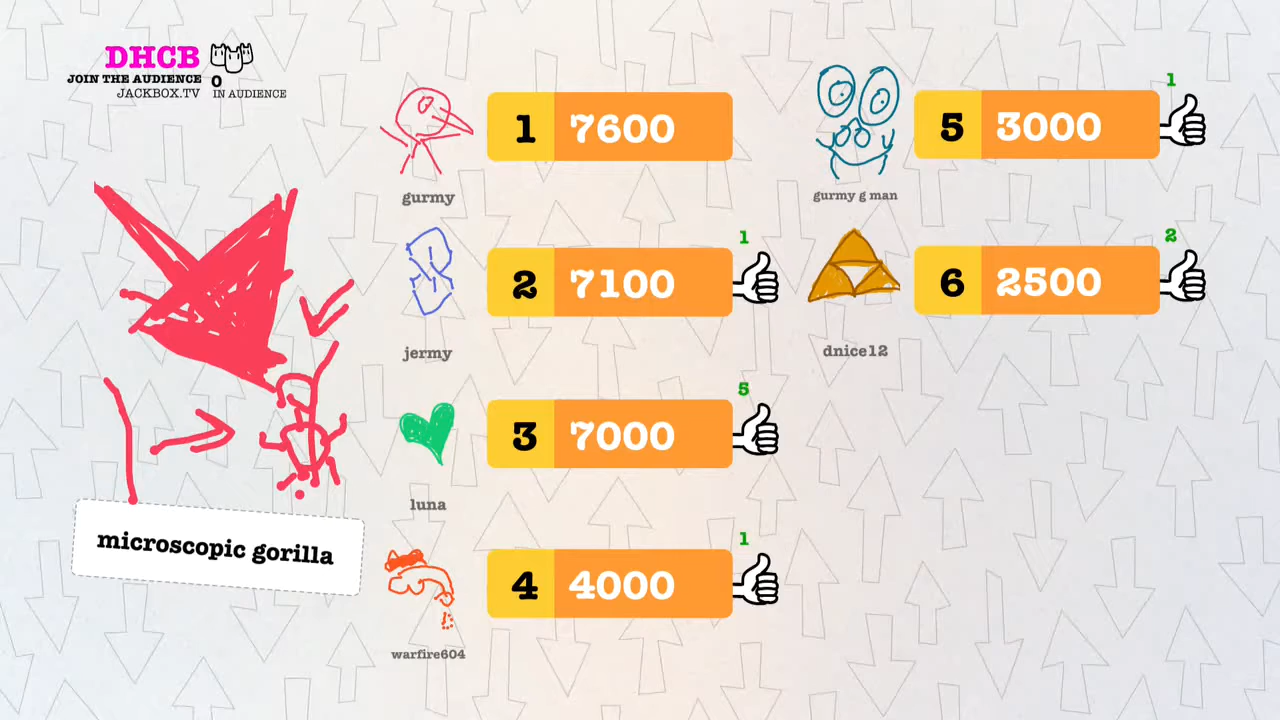 DHCB
JOIN THE AUDIENCE
JACKBOX.TV
0
IN AUDIENCE
microscopic gorilla
1 7600
gurmy
2 7100
1
jermy
3 7000
5
luna
4 4000
1
warfire604
5 3000
1
gurmy g man
6 2500
2
dnice12